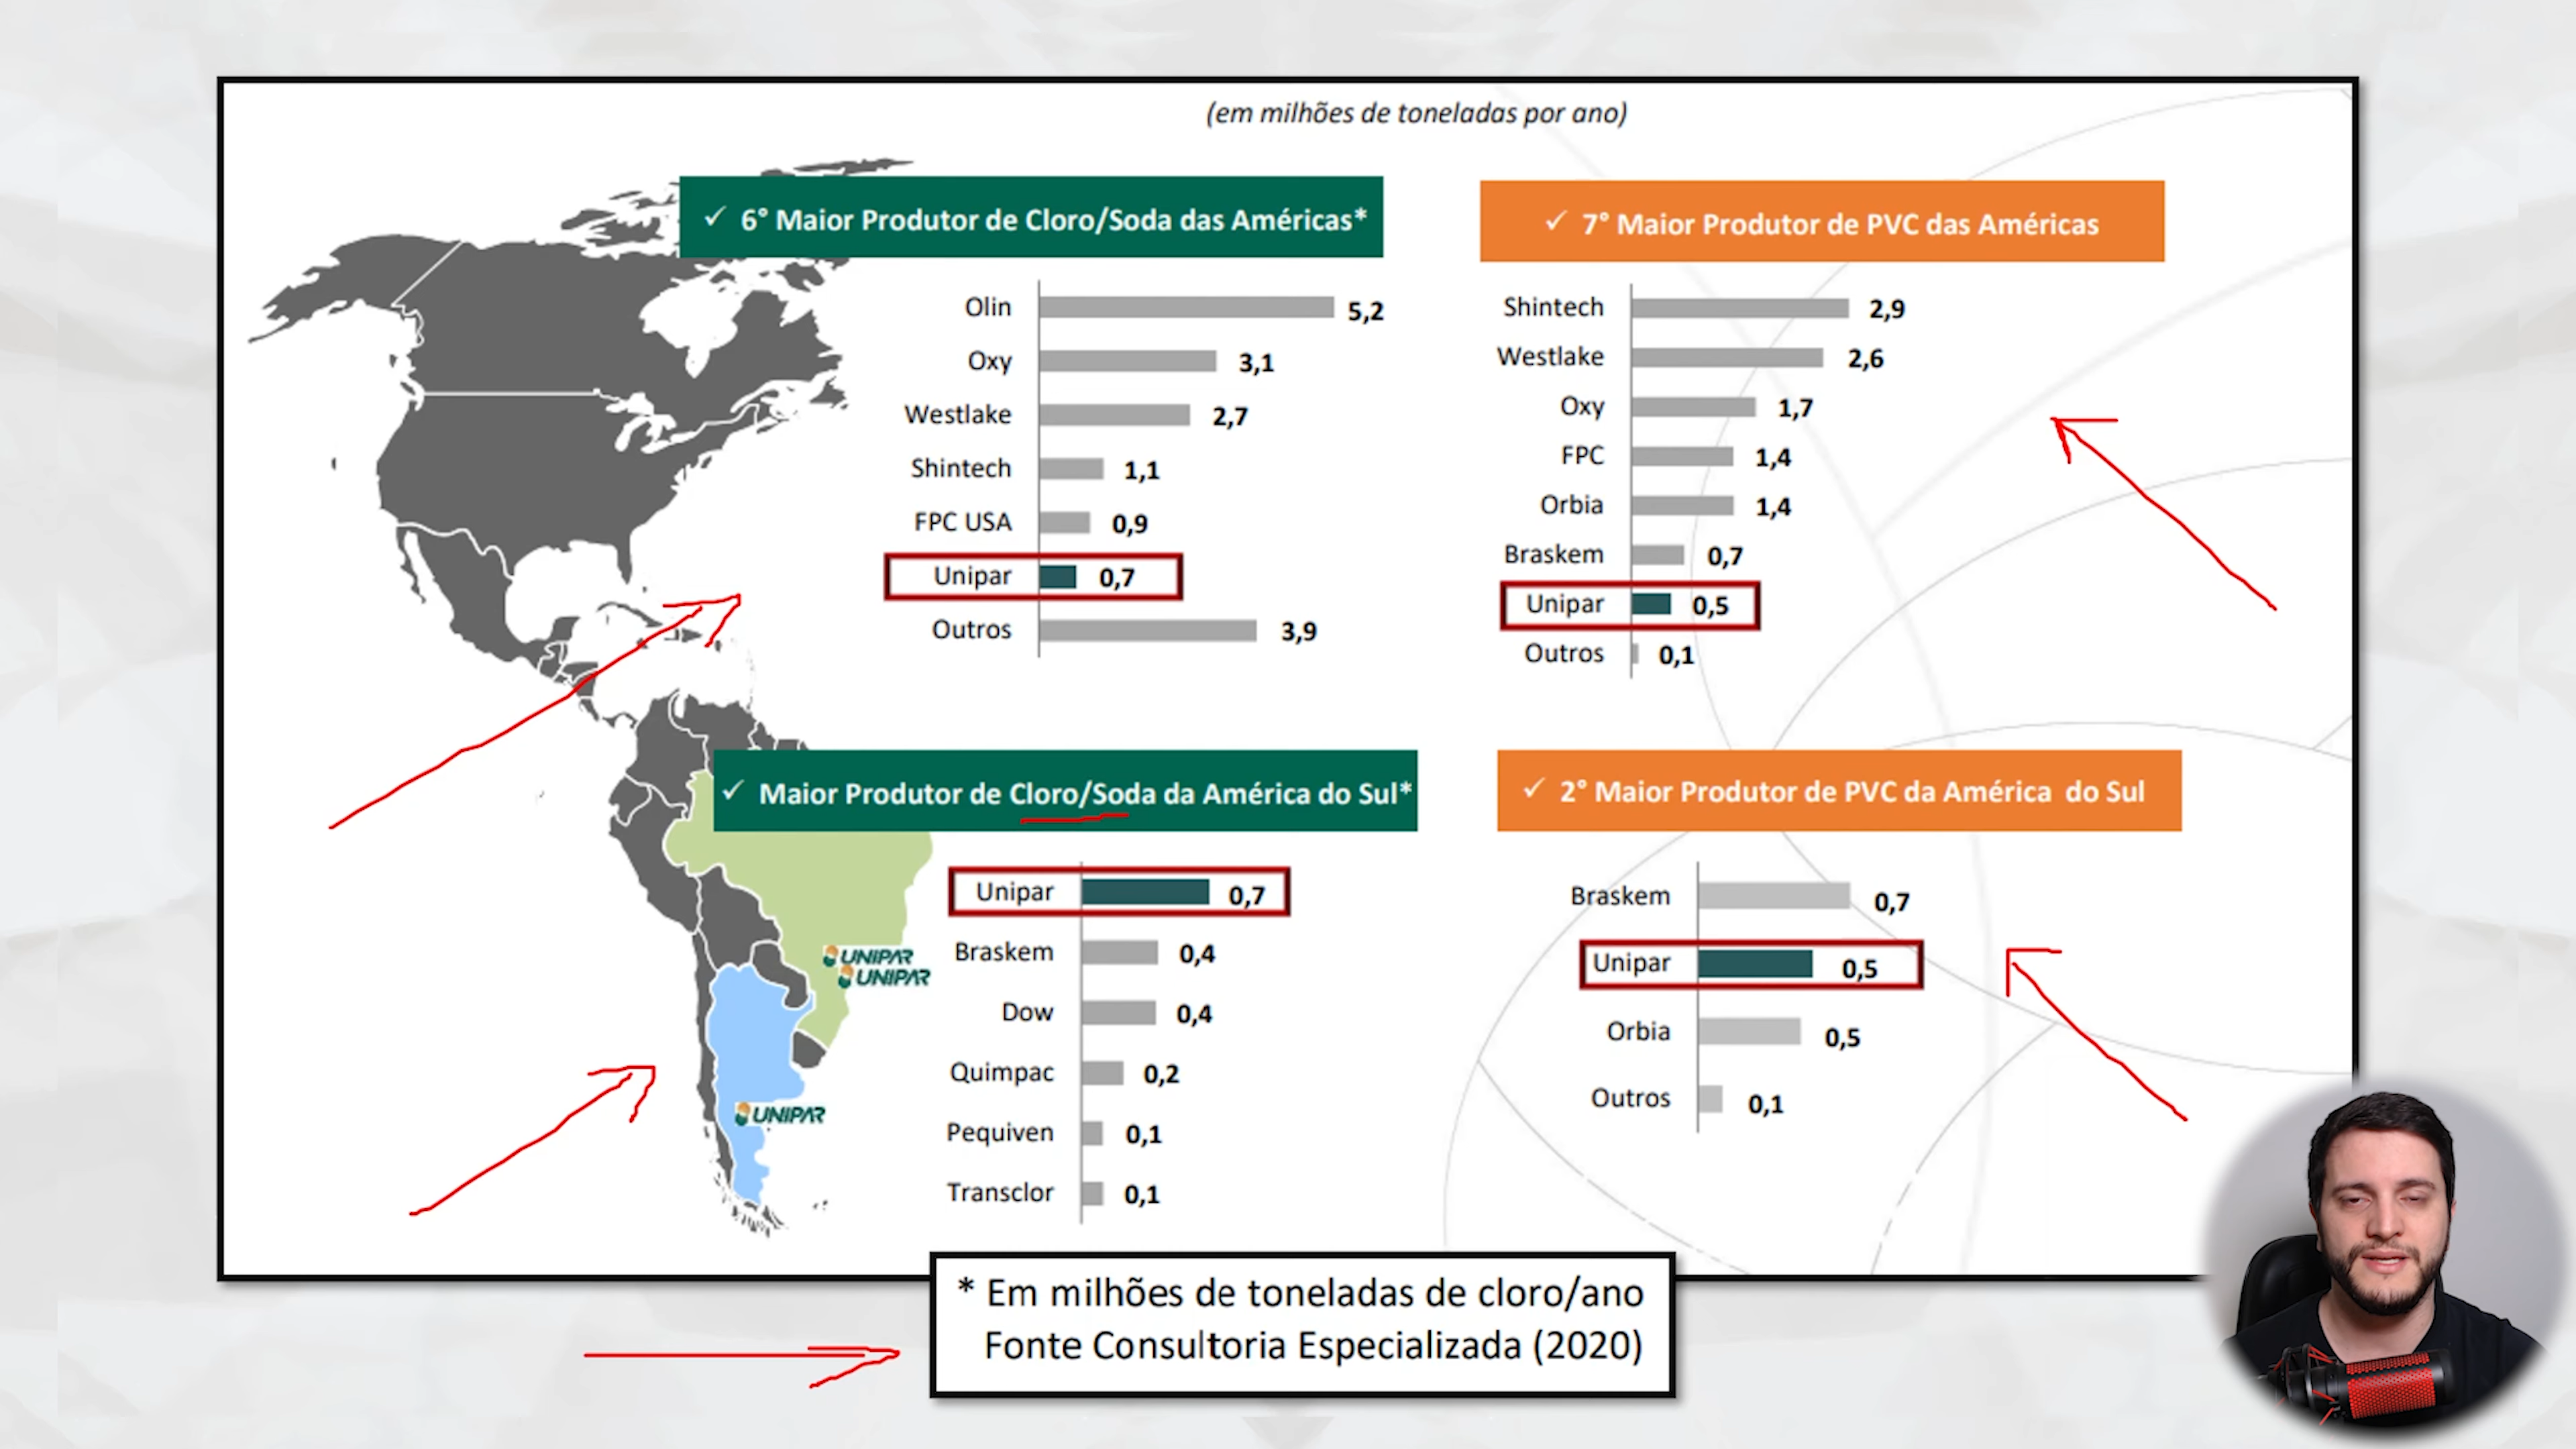 (em milhões de toneladas por ano)
✓ 6° Maior Produtor de Cloro/Soda das Américas*
Olin 5,2
Oxy 3,1
Westlake 2,7
Shintech 1,1
FPC USA 0,9
Unipar 0,7
Outros 3,9
✓ 7° Maior Produtor de PVC das Américas
Shintech 2,9
Westlake 2,6
Oxy 1,7
FPC 1,4
Orbia 1,4
Braskem 0,7
Unipar 0,5
Outros 0,1
✓ Maior Produtor de Cloro/Soda da América do Sul*
Unipar 0,7
Braskem 0,4
Dow 0,4
Quimpac 0,2
Pequiven 0,1
Transclor 0,1
UNIPAR
UNIPAR
UNIPAR
✓ 2° Maior Produtor de PVC da América do Sul
Braskem 0,7
Unipar 0,5
Orbia 0,5
Outros 0,1
* Em milhões de toneladas de cloro/ano
Fonte Consultoria Especializada (2020)